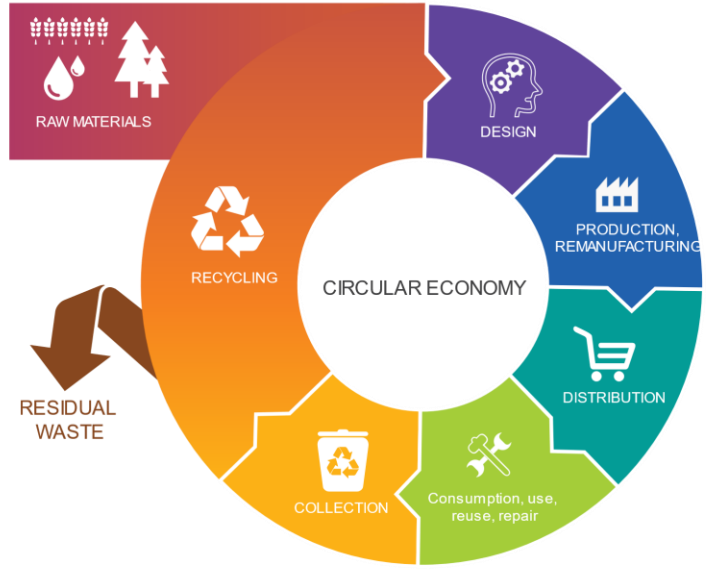 RAW MATERIALS
DESIGN
PRODUCTION,
REMANUFACTURING
RECYCLING
CIRCULAR ECONOMY
DISTRIBUTION
RESIDUAL
WASTE
COLLECTION
Consumption, use,
reuse, repair